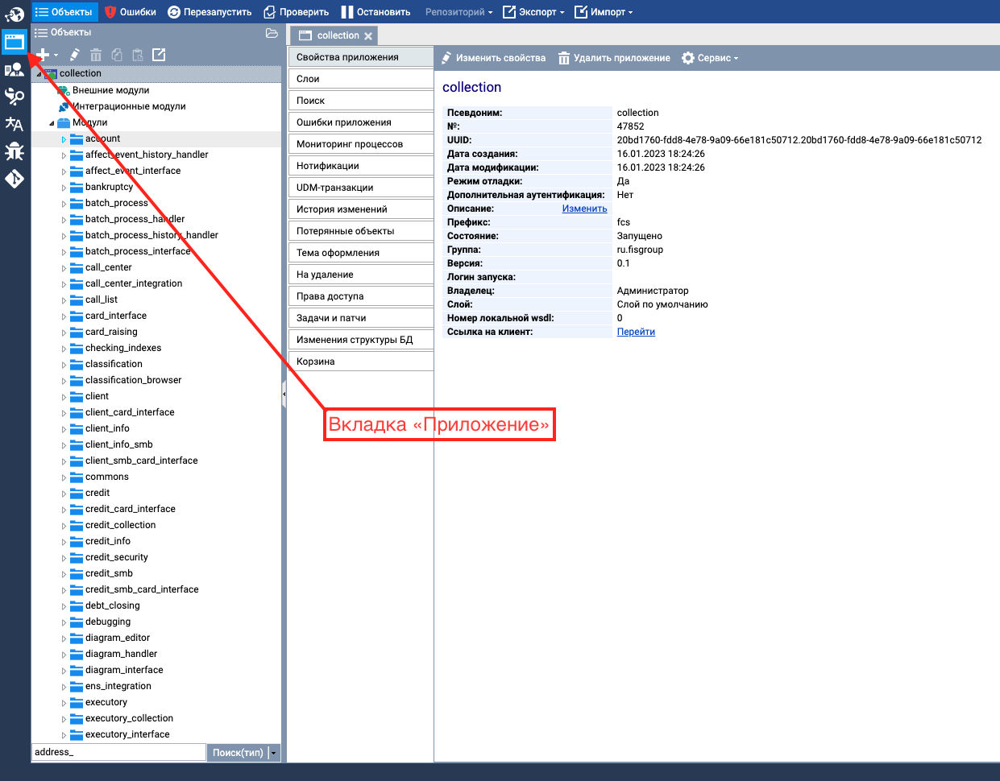 Объекты Ошибки Перезапустить Проверить Остановить Репозиторий Экспорт Импорт
Объекты
collection
Внешние модули
Интеграционные модули
Модули
account
affect_event_history_handler
affect_event_interface
bankruptcy
batch_process
batch_process_handler
batch_process_history_handler
batch_process_interface
call_center
call_center_integration
call_list
card_interface
card_raising
checking_indexes
classification
classification_browser
client
client_card_interface
client_info
client_info_smb
client_smb_card_interface
commons
credit
credit_card_interface
credit_collection
credit_info
credit_security
credit_smb
credit_smb_card_interface
debt_closing
debugging
diagram_editor
diagram_handler
diagram_interface
ens_integration
executory
executory_collection
executory_interface
address_ Поиск(тип)
collection
Свойства приложения
Слои
Поиск
Ошибки приложения
Мониторинг процессов
Нотификации
UDM-транзакции
История изменений
Потерянные объекты
Тема оформления
На удаление
Права доступа
Задачи и патчи
Изменения структуры БД
Корзина
Изменить свойства Удалить приложение Сервис
collection
Псевдоним: collection
№: 47852
UUID: 20bd1760-fdd8-4e78-9a09-66e181c50712.20bd1760-fdd8-4e78-9a09-66e181c50712
Дата создания: 16.01.2023 18:24:26
Дата модификации: 16.01.2023 18:24:26
Режим отладки: Да
Дополнительная аутентификация: Нет
Описание: Изменить
Префикс: fcs
Состояние: Запущено
Группа: ru.fisgroup
Версия: 0.1
Логин запуска:
Владелец: Администратор
Слой: Слой по умолчанию
Номер локальной wsdl: 0
Ссылка на клиент: Перейти
Вкладка «Приложение»